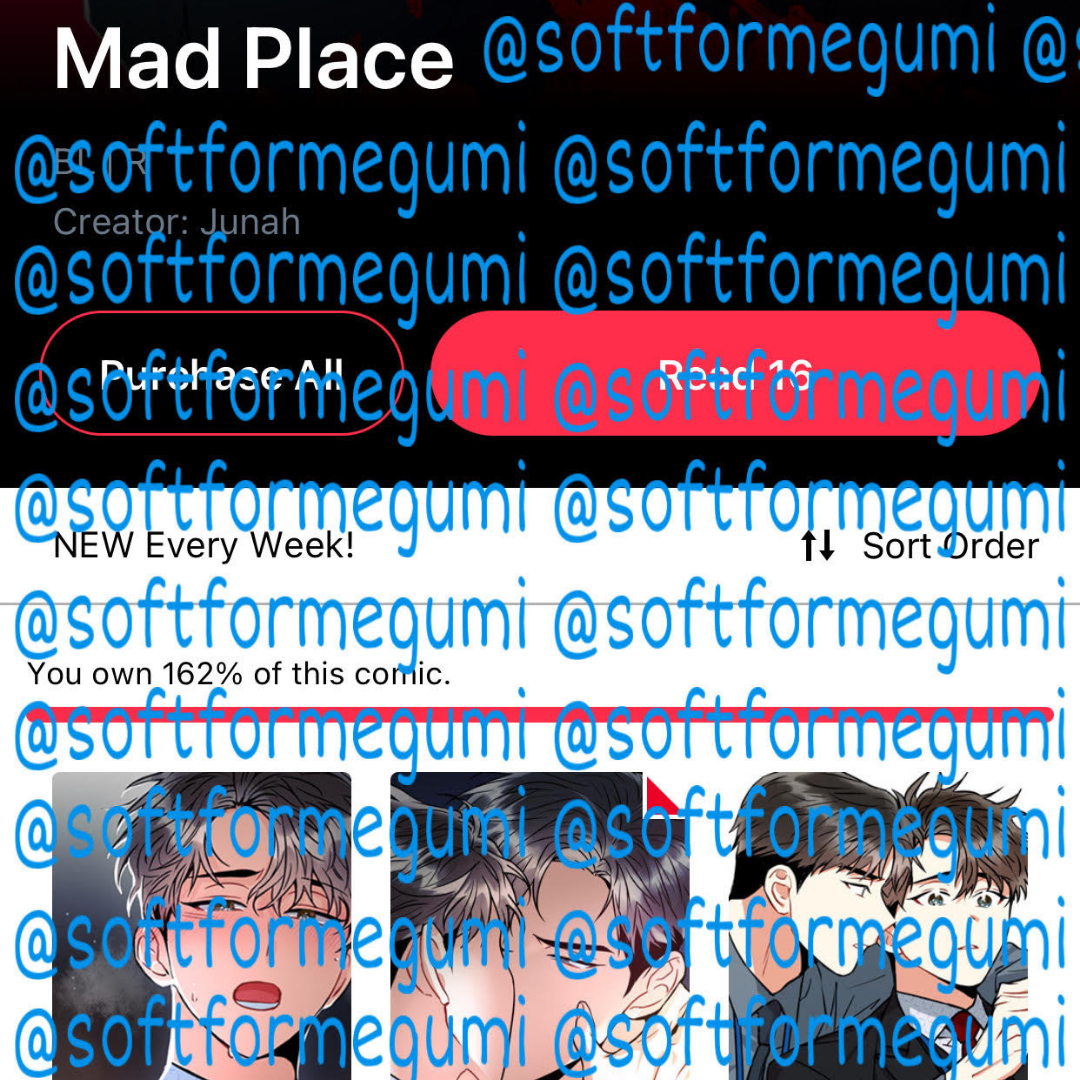 Mad Place @softformegumi @s
@softformegumi @softformegumi
BL | R
Creator: Junah
@softformegumi @softformegumi
Purchase All Read 16
@softformegumi @softformegumi
@softformegumi @softformegumi
NEW Every Week! Sort Order
@softformegumi @softformegumi
You own 162% of this comic.
@softformegumi @softformegumi
@softformegumi @softformegumi
@softformegumi @softformegumi
@softformegumi @softformegumi